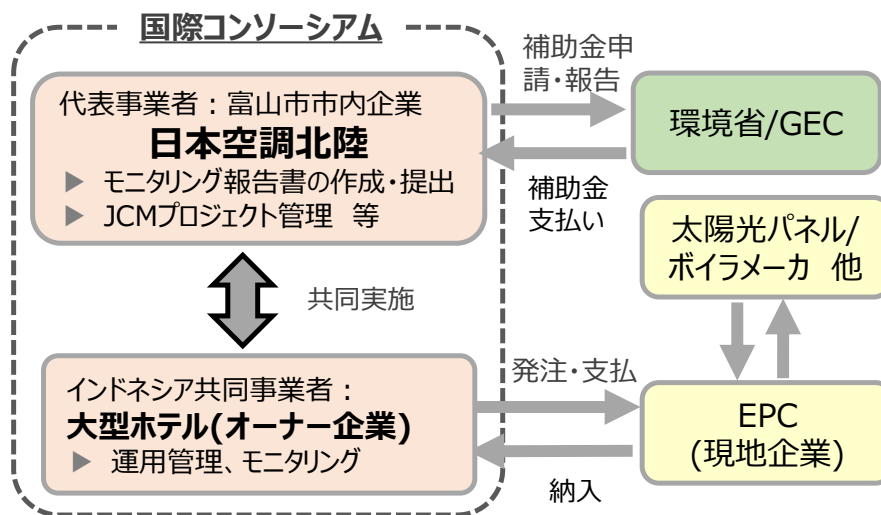 国際コンソーシアム
代表事業者：富山市市内企業
日本空調北陸
▶ モニタリング報告書の作成・提出
▶ JCMプロジェクト管理 等
共同実施
インドネシア共同事業者：
大型ホテル(オーナー企業)
▶ 運用管理、モニタリング
補助金申
請・報告
補助金
支払い
環境省/GEC
太陽光パネル/
ボイラメーカ 他
発注・支払
納入
EPC
(現地企業)